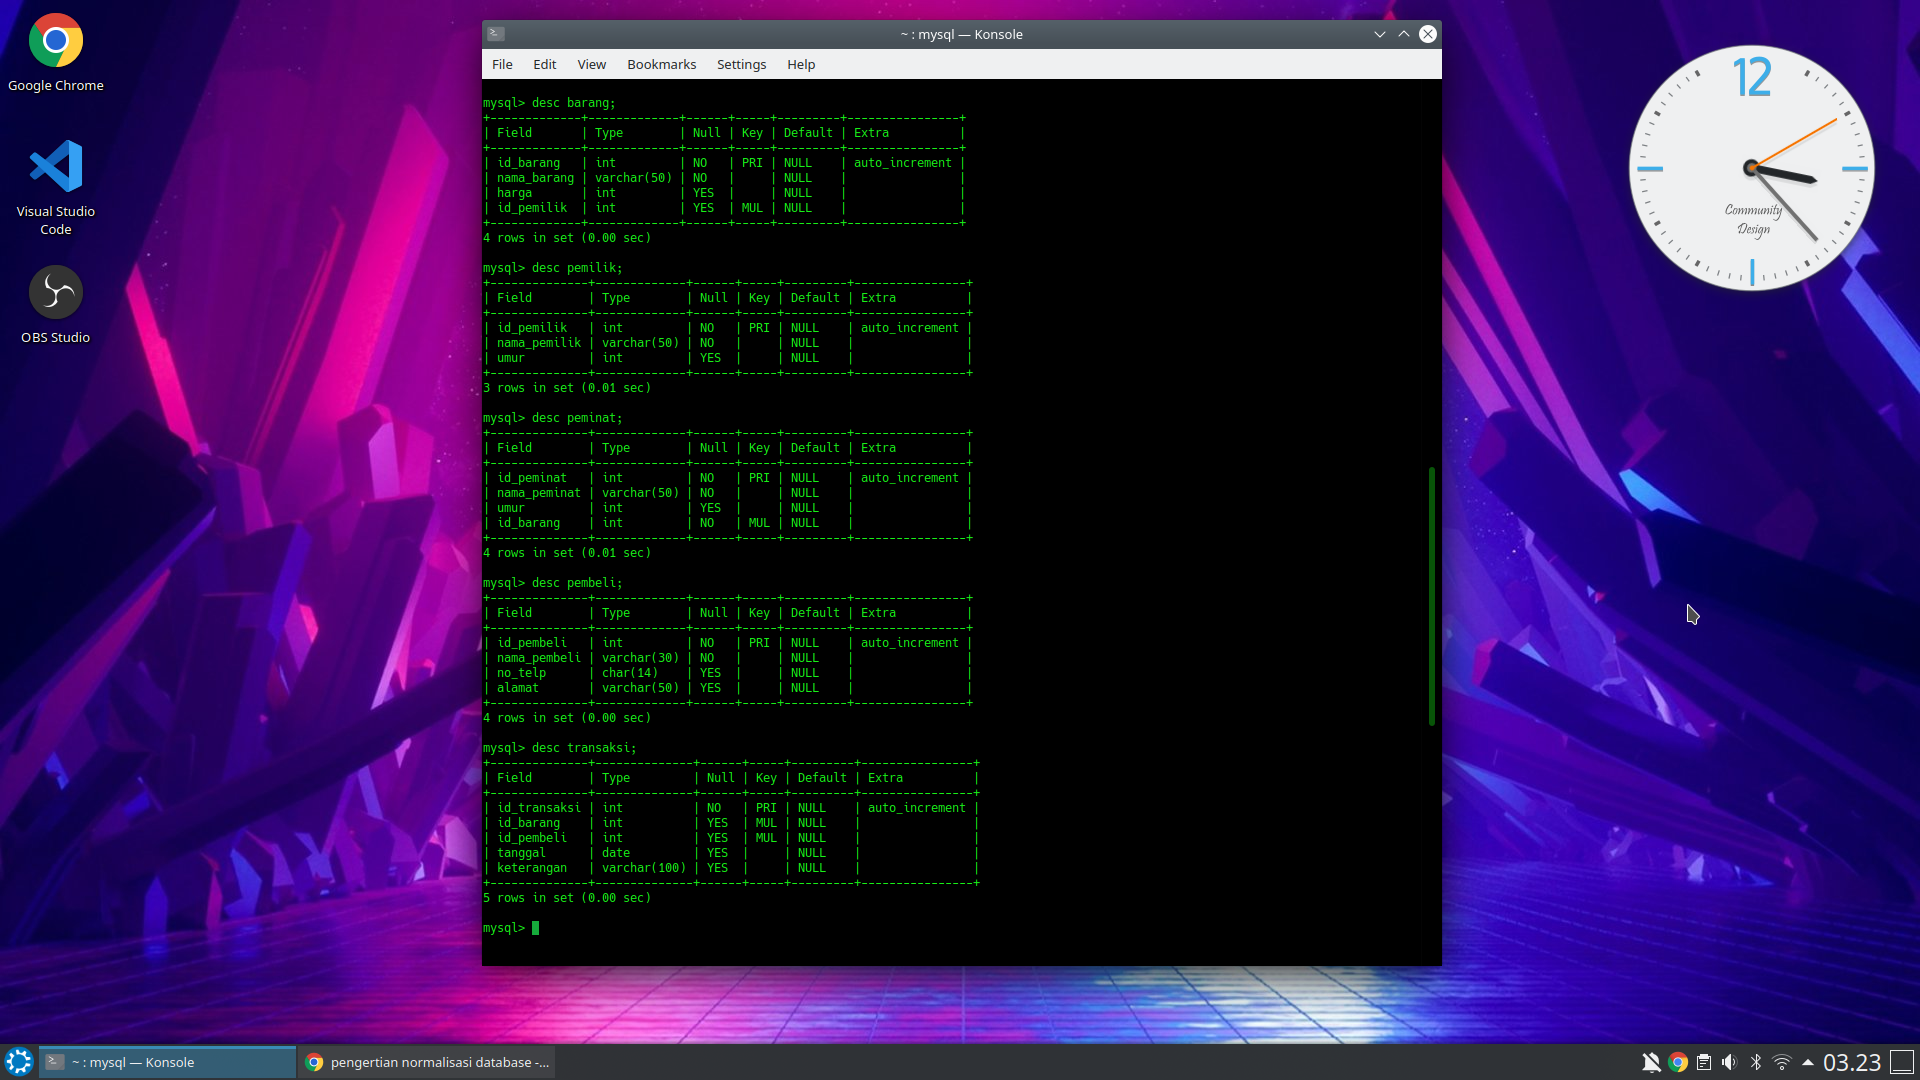 Google Chrome
Visual Studio
Code
OBS Studio
~ : mysql — Konsole
File Edit View Bookmarks Settings Help
mysql> desc barang;
+-------------+-------------+------+-----+---------+----------------+
| Field       | Type        | Null | Key | Default | Extra          |
+-------------+-------------+------+-----+---------+----------------+
| id_barang   | int         | NO   | PRI | NULL    | auto_increment |
| nama_barang | varchar(50) | NO   |     | NULL    |                |
| harga       | int         | YES  |     | NULL    |                |
| id_pemilik  | int         | YES  | MUL | NULL    |                |
+-------------+-------------+------+-----+---------+----------------+
4 rows in set (0.00 sec)
mysql> desc pemilik;
+--------------+-------------+------+-----+---------+----------------+
| Field        | Type        | Null | Key | Default | Extra          |
+--------------+-------------+------+-----+---------+----------------+
| id_pemilik   | int         | NO   | PRI | NULL    | auto_increment |
| nama_pemilik | varchar(50) | NO   |     | NULL    |                |
| umur         | int         | YES  |     | NULL    |                |
+--------------+-------------+------+-----+---------+----------------+
3 rows in set (0.01 sec)
mysql> desc peminat;
+--------------+-------------+------+-----+---------+----------------+
| Field        | Type        | Null | Key | Default | Extra          |
+--------------+-------------+------+-----+---------+----------------+
| id_peminat   | int         | NO   | PRI | NULL    | auto_increment |
| nama_peminat | varchar(50) | NO   |     | NULL    |                |
| umur         | int         | YES  |     | NULL    |                |
| id_barang    | int         | NO   | MUL | NULL    |                |
+--------------+-------------+------+-----+---------+----------------+
4 rows in set (0.01 sec)
mysql> desc pembeli;
+--------------+-------------+------+-----+---------+----------------+
| Field        | Type        | Null | Key | Default | Extra          |
+--------------+-------------+------+-----+---------+----------------+
| id_pembeli   | int         | NO   | PRI | NULL    | auto_increment |
| nama_pembeli | varchar(30) | NO   |     | NULL    |                |
| no_telp      | char(14)    | YES  |     | NULL    |                |
| alamat       | varchar(50) | YES  |     | NULL    |                |
+--------------+-------------+------+-----+---------+----------------+
4 rows in set (0.00 sec)
mysql> desc transaksi;
+--------------+--------------+------+-----+---------+----------------+
| Field        | Type         | Null | Key | Default | Extra          |
+--------------+--------------+------+-----+---------+----------------+
| id_transaksi | int          | NO   | PRI | NULL    | auto_increment |
| id_barang    | int          | YES  | MUL | NULL    |                |
| id_pembeli   | int          | YES  | MUL | NULL    |                |
| tanggal      | date         | YES  |     | NULL    |                |
| keterangan   | varchar(100) | YES  |     | NULL    |                |
+--------------+--------------+------+-----+---------+----------------+
5 rows in set (0.00 sec)
mysql>
12
Community
Design
~ : mysql — Konsole
pengertian normalisasi database -...
03.23